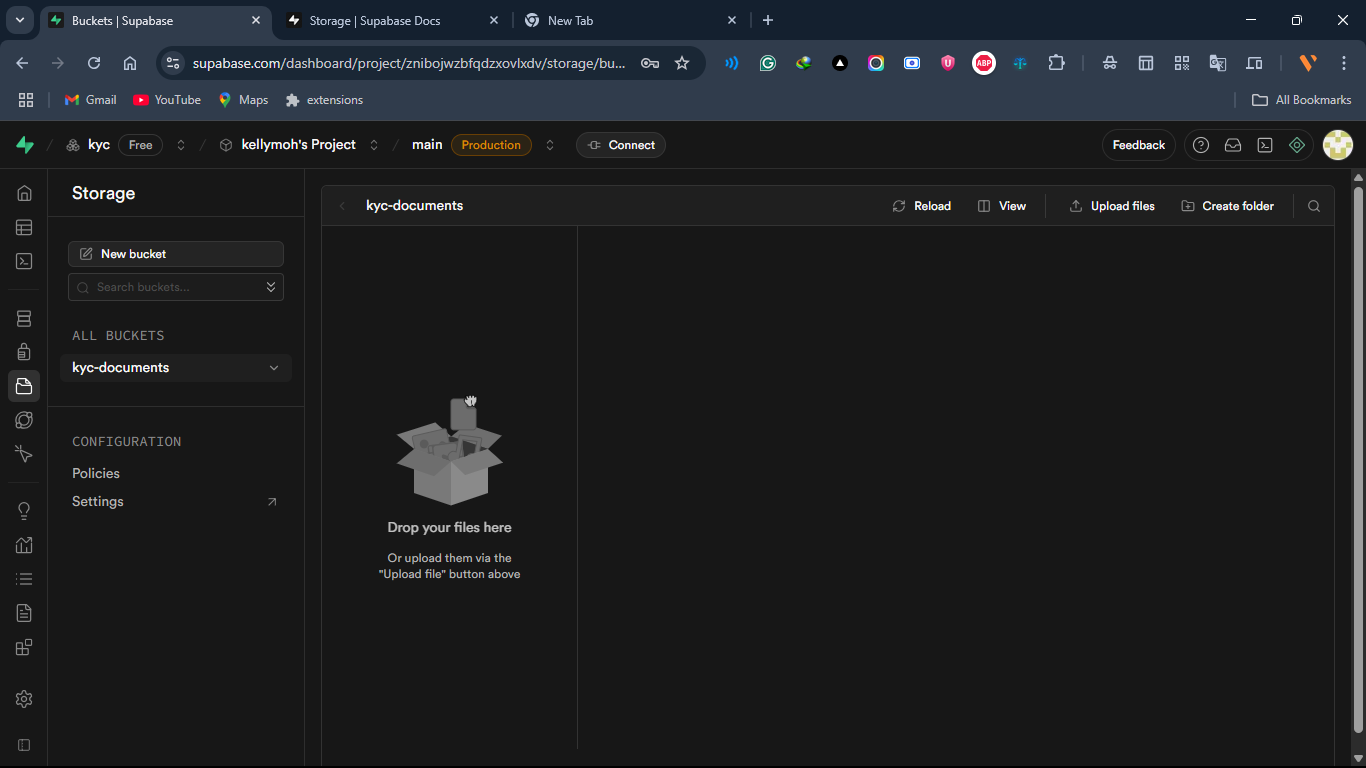 Buckets | Supabase
Storage | Supabase Docs
New Tab
supabase.com/dashboard/project/znibojwzbfqdzxovlxdv/storage/bu...
ABP
Gmail
YouTube
Maps
extensions
All Bookmarks
kyc Free
kellymoh's Project
main Production
Connect
Feedback
Storage
New bucket
Search buckets...
ALL BUCKETS
kyc-documents
CONFIGURATION
Policies
Settings
kyc-documents
Reload
View
Upload files
Create folder
Drop your files here
Or upload them via the
"Upload file" button above